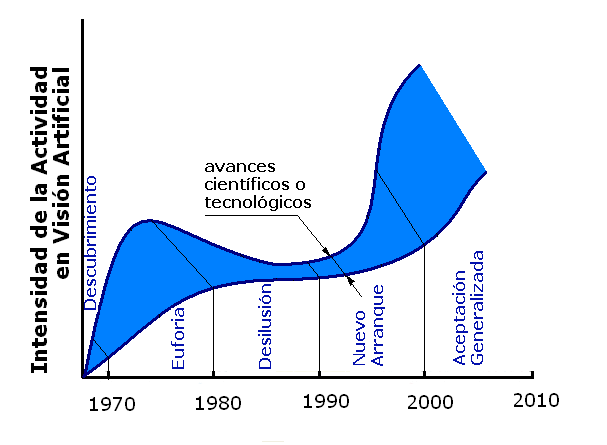 Intensidad de la Actividad
en Visión Artificial
Descubrimiento
avances
científicos o
tecnológicos
Euforia
Desilusión
Nuevo
Arranque
Aceptación
Generalizada
1970
1980
1990
2000
2010